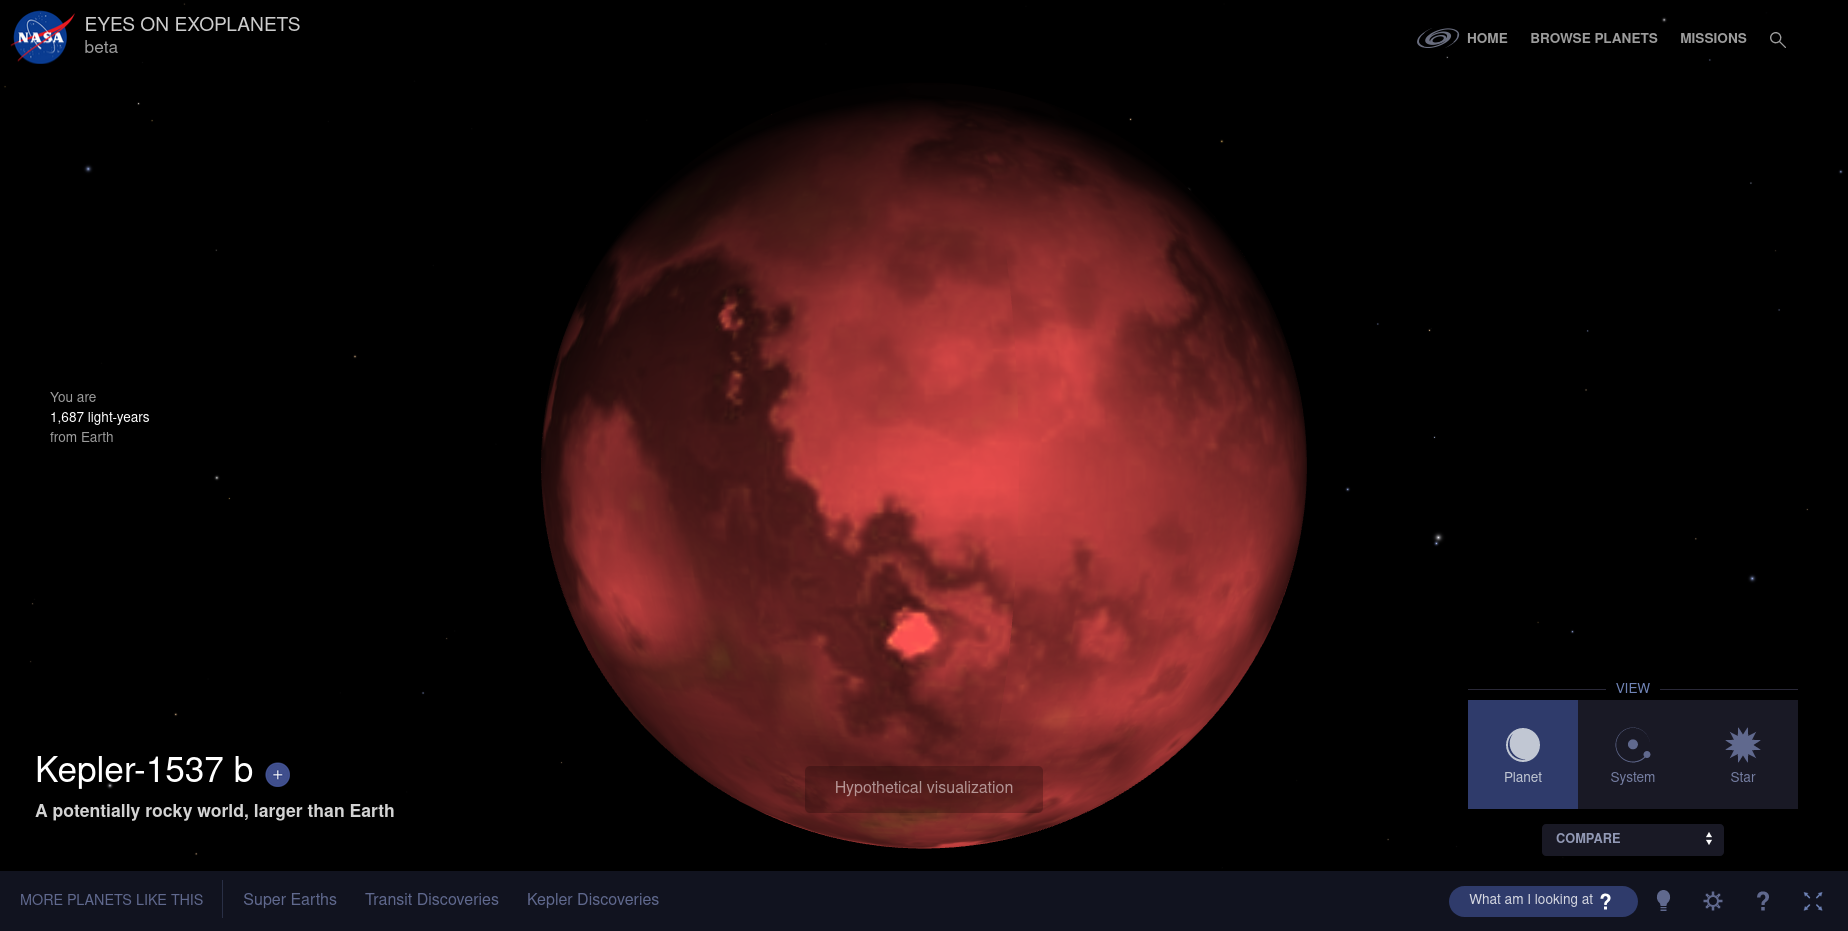 NASA
EYES ON EXOPLANETS
beta
HOME
BROWSE PLANETS
MISSIONS
You are
1,687 light-years
from Earth
Kepler-1537 b +
A potentially rocky world, larger than Earth
Hypothetical visualization
VIEW
Planet
System
Star
COMPARE
MORE PLANETS LIKE THIS
Super Earths
Transit Discoveries
Kepler Discoveries
What am I looking at ?
?